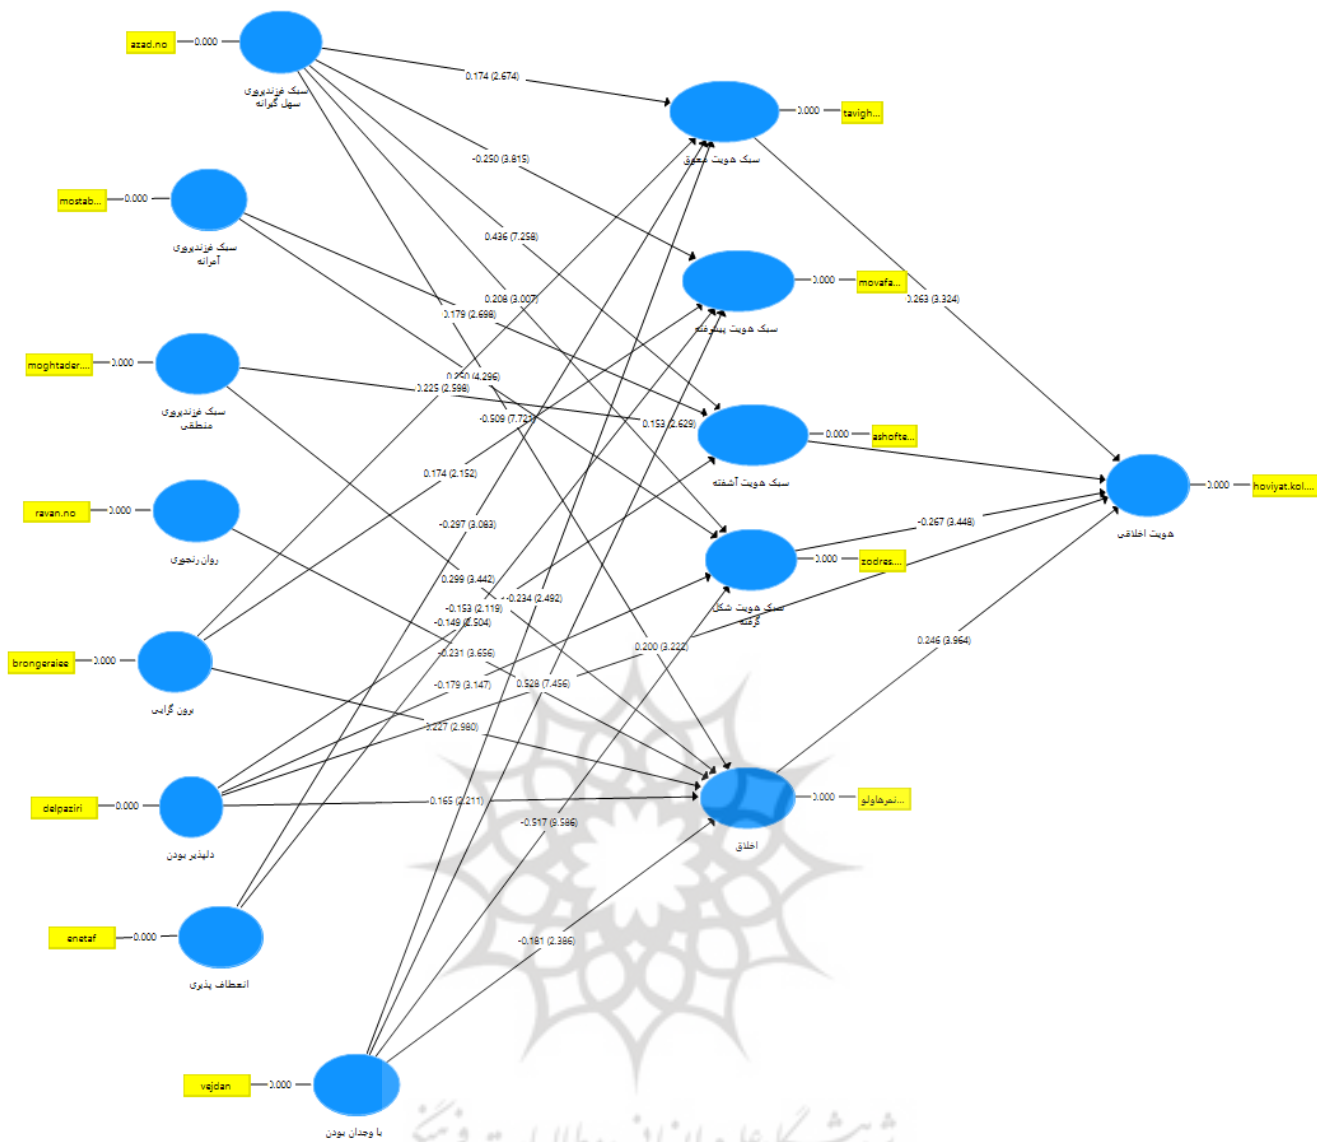 azad.no
0.000
سبک فرزندپروری
سهل گیرانه
0.174 (2.674)
0.000
tavigh...
سبک هویت معوق
-0.250 (3.815)
mostab...
0.000
سبک فرزندپروری
آمرانه
0.436 (7.258)
0.000
movafa...
0.263 (3.324)
0.208 (3.007)
0.179 (2.698)
سبک هویت پیشرفته
moghtader....
0.000
سبک فرزندپروری
منطقی
(4.296)
0.225 (2.598)
-0.509 (7.721)
0.153 (2.629)
0.000
ashofte...
0.174 (2.152)
سبک هویت آشفته
0.000
hoviyat.kol....
هویت اخلاقی
ravan.no
0.000
روان رنجوری
-0.297 (3.083)
-0.267 (3.448)
0.000
zodres....
0.299 (3.442)
-0.234 (2.492)
-0.153 (2.119)
-0.149 (2.504)
سبک هویت شکل
گرفته
0.246 (3.964)
0.200 (3.222)
-0.231 (3.656)
brongeraiee
0.000
برون گرایی
-0.179 (3.147)
0.528 (7.456)
0.227 (2.980)
delpaziri
0.000
دلپذیر بودن
0.165 (2.211)
-0.517 (9.586)
0.000
نمرهاولو...
اخلاق
enetaf
0.000
انعطاف پذیری
-0.181 (2.386)
vejdan
0.000
با وجدان بودن